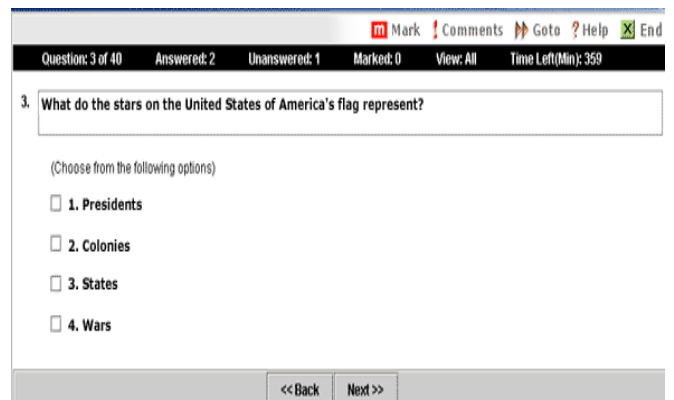 m Mark ! Comments Goto ? Help X End
Question: 3 of 40 Answered: 2 Unanswered: 1 Marked: 0 View: All Time Left(Min): 359
3. What do the stars on the United States of America's flag represent?
(Choose from the following options)
1. Presidents
2. Colonies
3. States
4. Wars
<< Back Next >>